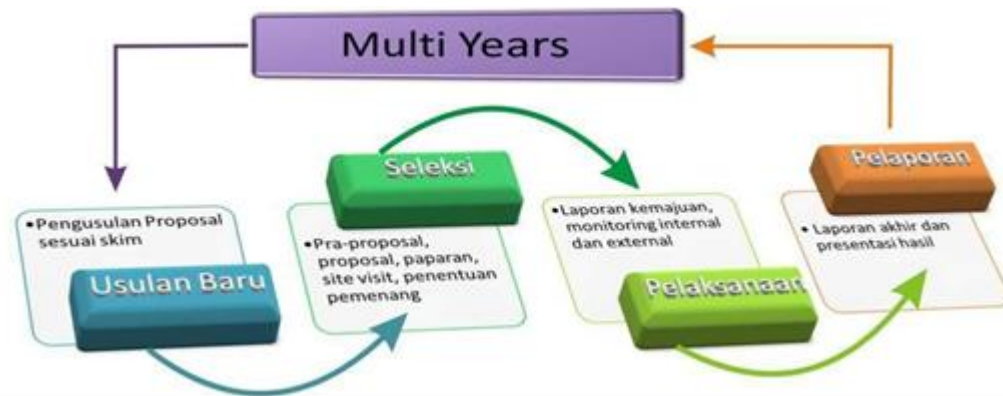 Multi Years
•Pengusulan Proposal
sesuai skim
Usulan Baru
Seleksi
•Pra-proposal,
proposal, paparan,
site visit, penentuan
pemenang
•Laporan kemajuan,
monitoring internal
dan external
Pelaksanaan
Pelaporan
• Laporan akhir dan
presentasi hasil